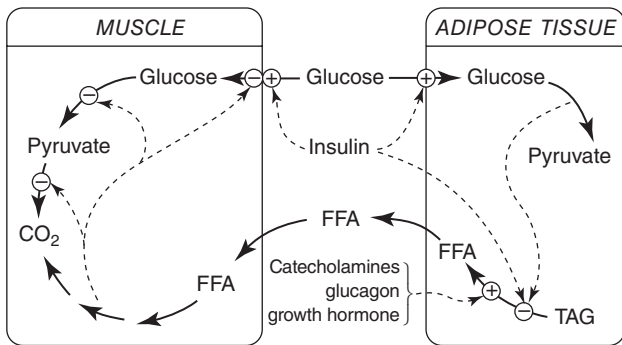 MUSCLE
ADIPOSE TISSUE
Glucose
− +
Glucose
+
Glucose
−
Pyruvate
Insulin
Pyruvate
−
CO₂
FFA
FFA
FFA
Catecholamines
glucagon
growth hormone
+
−
TAG